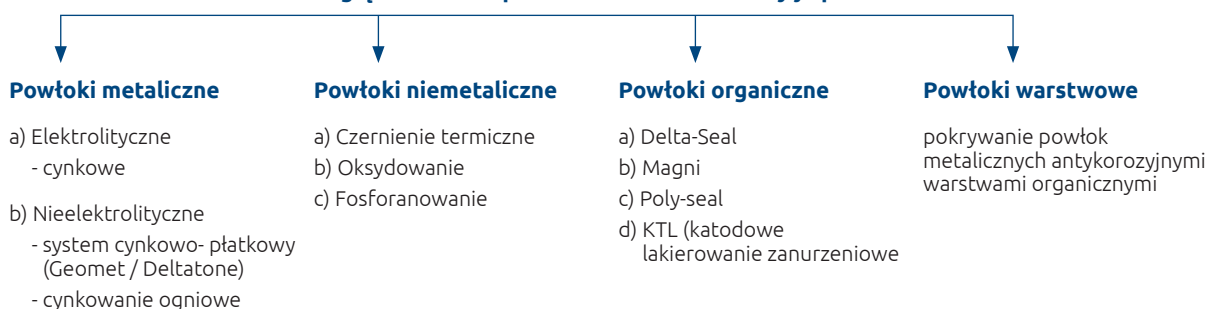 Powłoki metaliczne
a) Elektrolityczne
- cynkowe
b) Nieelektrolityczne
- system cynkowo- płatkowy
(Geomet / Deltatone)
- cynkowanie ogniowe
Powłoki niemetaliczne
a) Czernienie termiczne
b) Oksydowanie
c) Fosforanowanie
Powłoki organiczne
a) Delta-Seal
b) Magni
c) Poly-seal
d) KTL (katodowe
lakierowanie zanurzeniowe
Powłoki warstwowe
pokrywanie powłok
metalicznych antykorozyjnymi
warstwami organicznymi